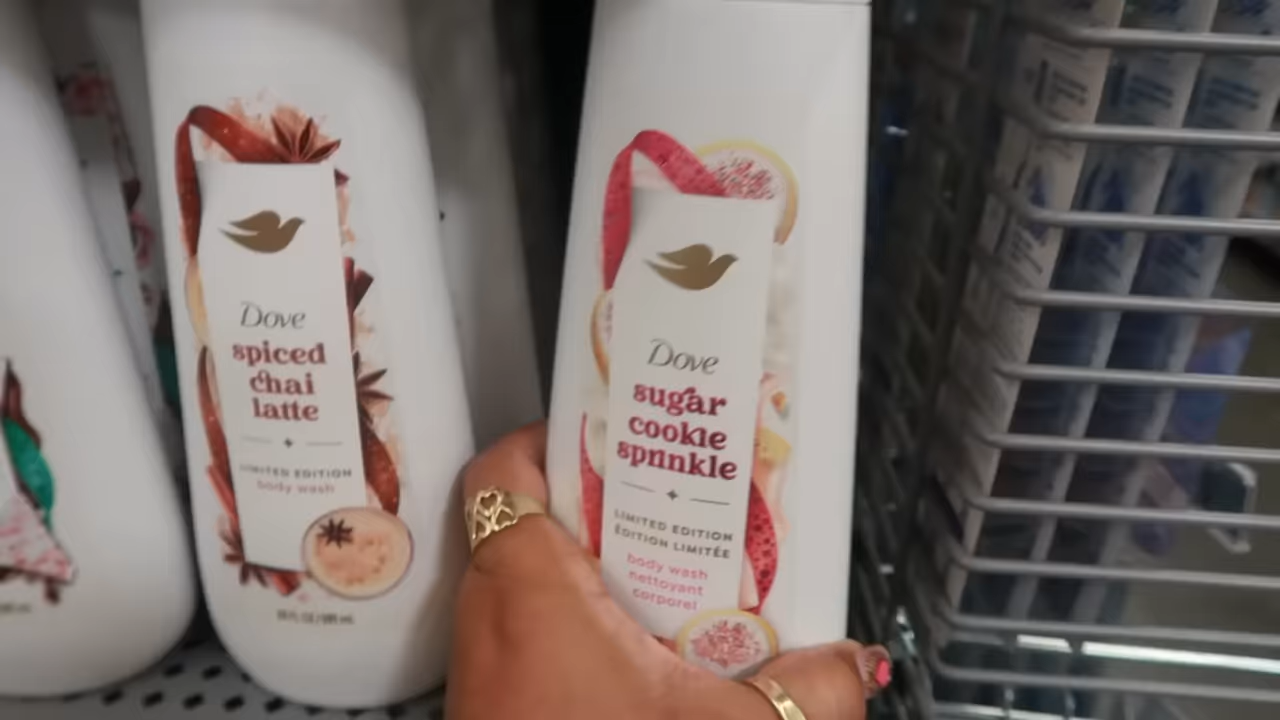 Dove
spiced
chai
latte
LIMITED EDITION
body wash
Dove
sugar
cookie
sprinkle
LIMITED EDITION
ÉDITION LIMITÉE
body wash
nettoyant
corporel